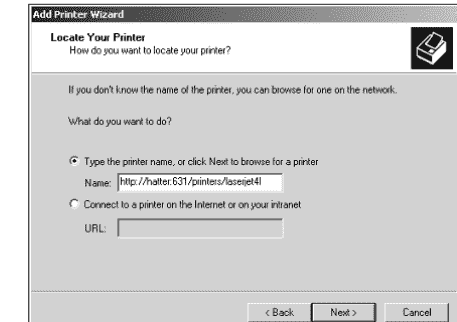 Add Printer Wizard
Locate Your Printer
How do you want to locate your printer?
If you don't know the name of the printer, you can browse for one on the network.
What do you want to do?
Type the printer name, or click Next to browse for a printer
Name: http://hatter:631/printers/laserjet4l
Connect to a printer on the Internet or on your intranet
URL:
< Back Next > Cancel